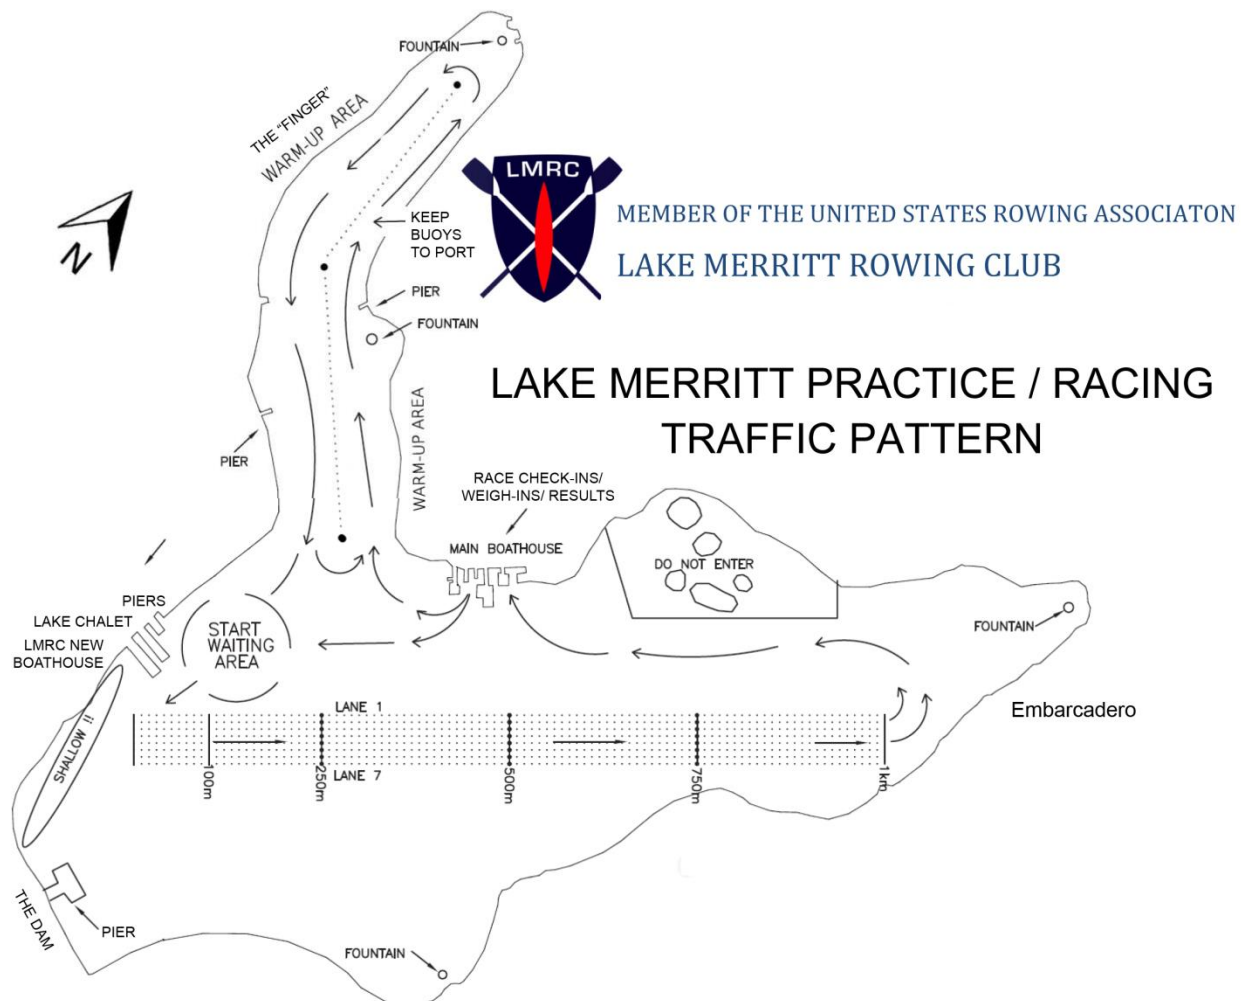 FOUNTAIN
THE "FINGER"
WARM-UP AREA
LMRC
MEMBER OF THE UNITED STATES ROWING ASSOCIATON
LAKE MERRITT ROWING CLUB
N
KEEP
BUOYS
TO PORT
PIER
FOUNTAIN
LAKE MERRITT PRACTICE / RACING
TRAFFIC PATTERN
WARM-UP AREA
PIER
RACE CHECK-INS/
WEIGH-INS/ RESULTS
MAIN BOATHOUSE
DO NOT ENTER
PIERS
LAKE CHALET
LMRC NEW
BOATHOUSE
START
WAITING
AREA
FOUNTAIN
Embarcadero
SHALLOW !!
LANE 1
LANE 7
100m
250m
500m
750m
1km
THE DAM
PIER
FOUNTAIN